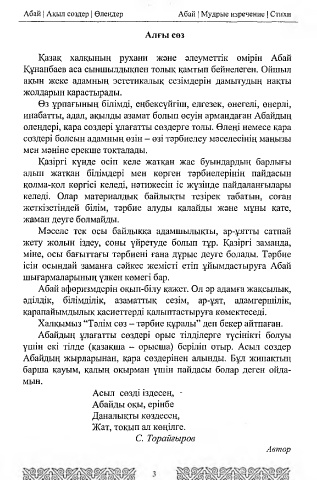 Абай | Ақыл сөздер | Өлеңдер
Абай | Мудрые изречение | Стихи
Алғы сөз
Қазақ халқының рухани және әлеуметтік өмірін Абай
Құнанбаев аса сыншылдықпен толық қамтып бейнелеген. Ойшыл
ақын жеке адамның эстетикалық сезімдерін дамытудың нақты
жолдарын қарастырады.
Өз ұрпағының білімді, еңбексүйгіш, елгезек, өнегелі, өнерлі,
инабатты, адал, ақылды азамат болып өсуін армандаған Абайдың
өлеңдері, қара сөздері ұлағатты сөздерге толы. Өлеңі немесе қара
сөздері болсын адамның өзін – өзі тәрбиелеу мәселесінің маңызы
мен мәніне ерекше тоқталады.
Қазіргі күнде өсіп келе жатқан жас буындардың барлығы
алып жатқан білімдері мен көрген тәрбиелерінің пайдасын
қолма-қол көргісі келеді, нәтижесін іс жүзінде пайдаланғылары
келеді. Олар материалдық байлықты тезірек табатын, соған
жеткізетіндей білім, тәрбие алуды қалайды және мұны қате,
жаман деуге болмайды.
Мәселе тек осы байлыққа адамшылықты, ар-ұятты сатпай
жету жолын іздеу, соны үйретуде болып тұр. Қазіргі заманда,
міне, осы бағыттағы тәрбиені ғана дұрыс деуге болады. Тәрбие
ісін осындай заманға сәйкес жемісті етіп ұйымдастыруға Абай
шығармаларының үлкен көмегі бар.
Абай афоризмдерін оқып-білу қажет. Ол әр адамға жақсылық,
әділдік, білімділік, азаматтық сезім, ар-ұят, адамгершілік,
қарапайымдылық қасиеттерді қалыптастыруға көмектеседі.
Халқымыз “Тәлім сөз – тәрбие құралы” деп бекер айтпаған.
Абайдың ұлағатты сөздері орыс тілділерге түсінікті болуы
үшін екі тілде (қазақша – орысша) беріліп отыр. Асыл сөздер
Абайдың жырларынан, қара сөздерінен алынды. Бұл жинақтың
барша қауым, қалың оқырман үшін пайдасы болар деген ойда-
мын.
Асыл сөзді іздесең,
Абайды оқы, ерінбе
Даналықты көздесең,
Жат, тоқып ал көңілге.
С. Торайғыров
Автор
3